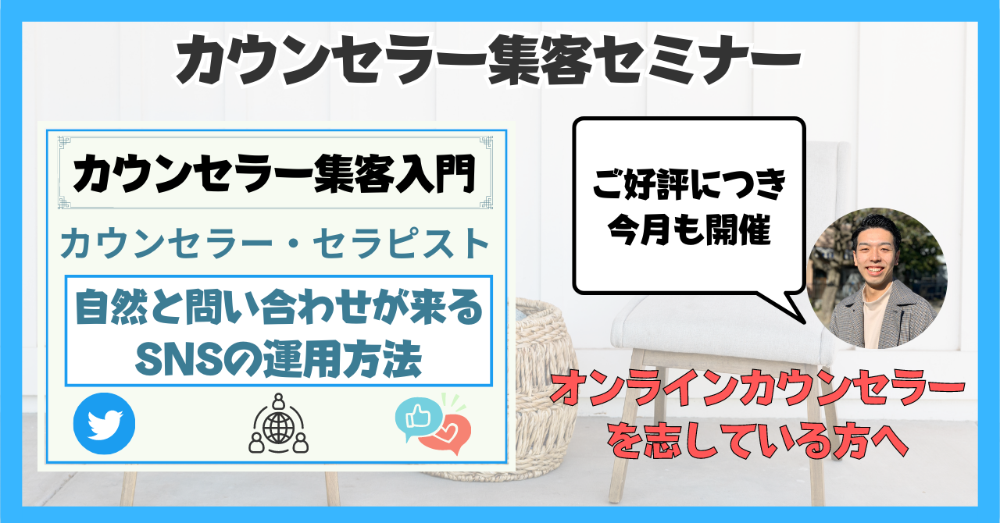 カウンセラー集客セミナー
カウンセラー集客入門
カウンセラー・セラピスト
自然と問い合わせが来る
SNSの運用方法
ご好評につき
今月も開催
オンラインカウンセラー
を志している方へ